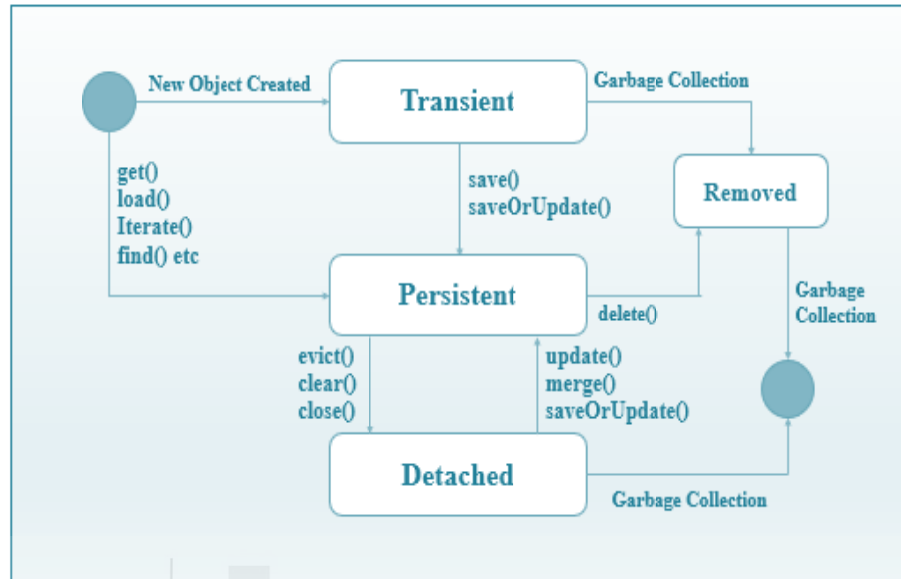 New Object Created
Transient
Garbage Collection
get()
load()
Iterate()
find() etc
save()
saveOrUpdate()
Removed
Persistent
delete()
Garbage
Collection
evict()
clear()
close()
update()
merge()
saveOrUpdate()
Detached
Garbage Collection